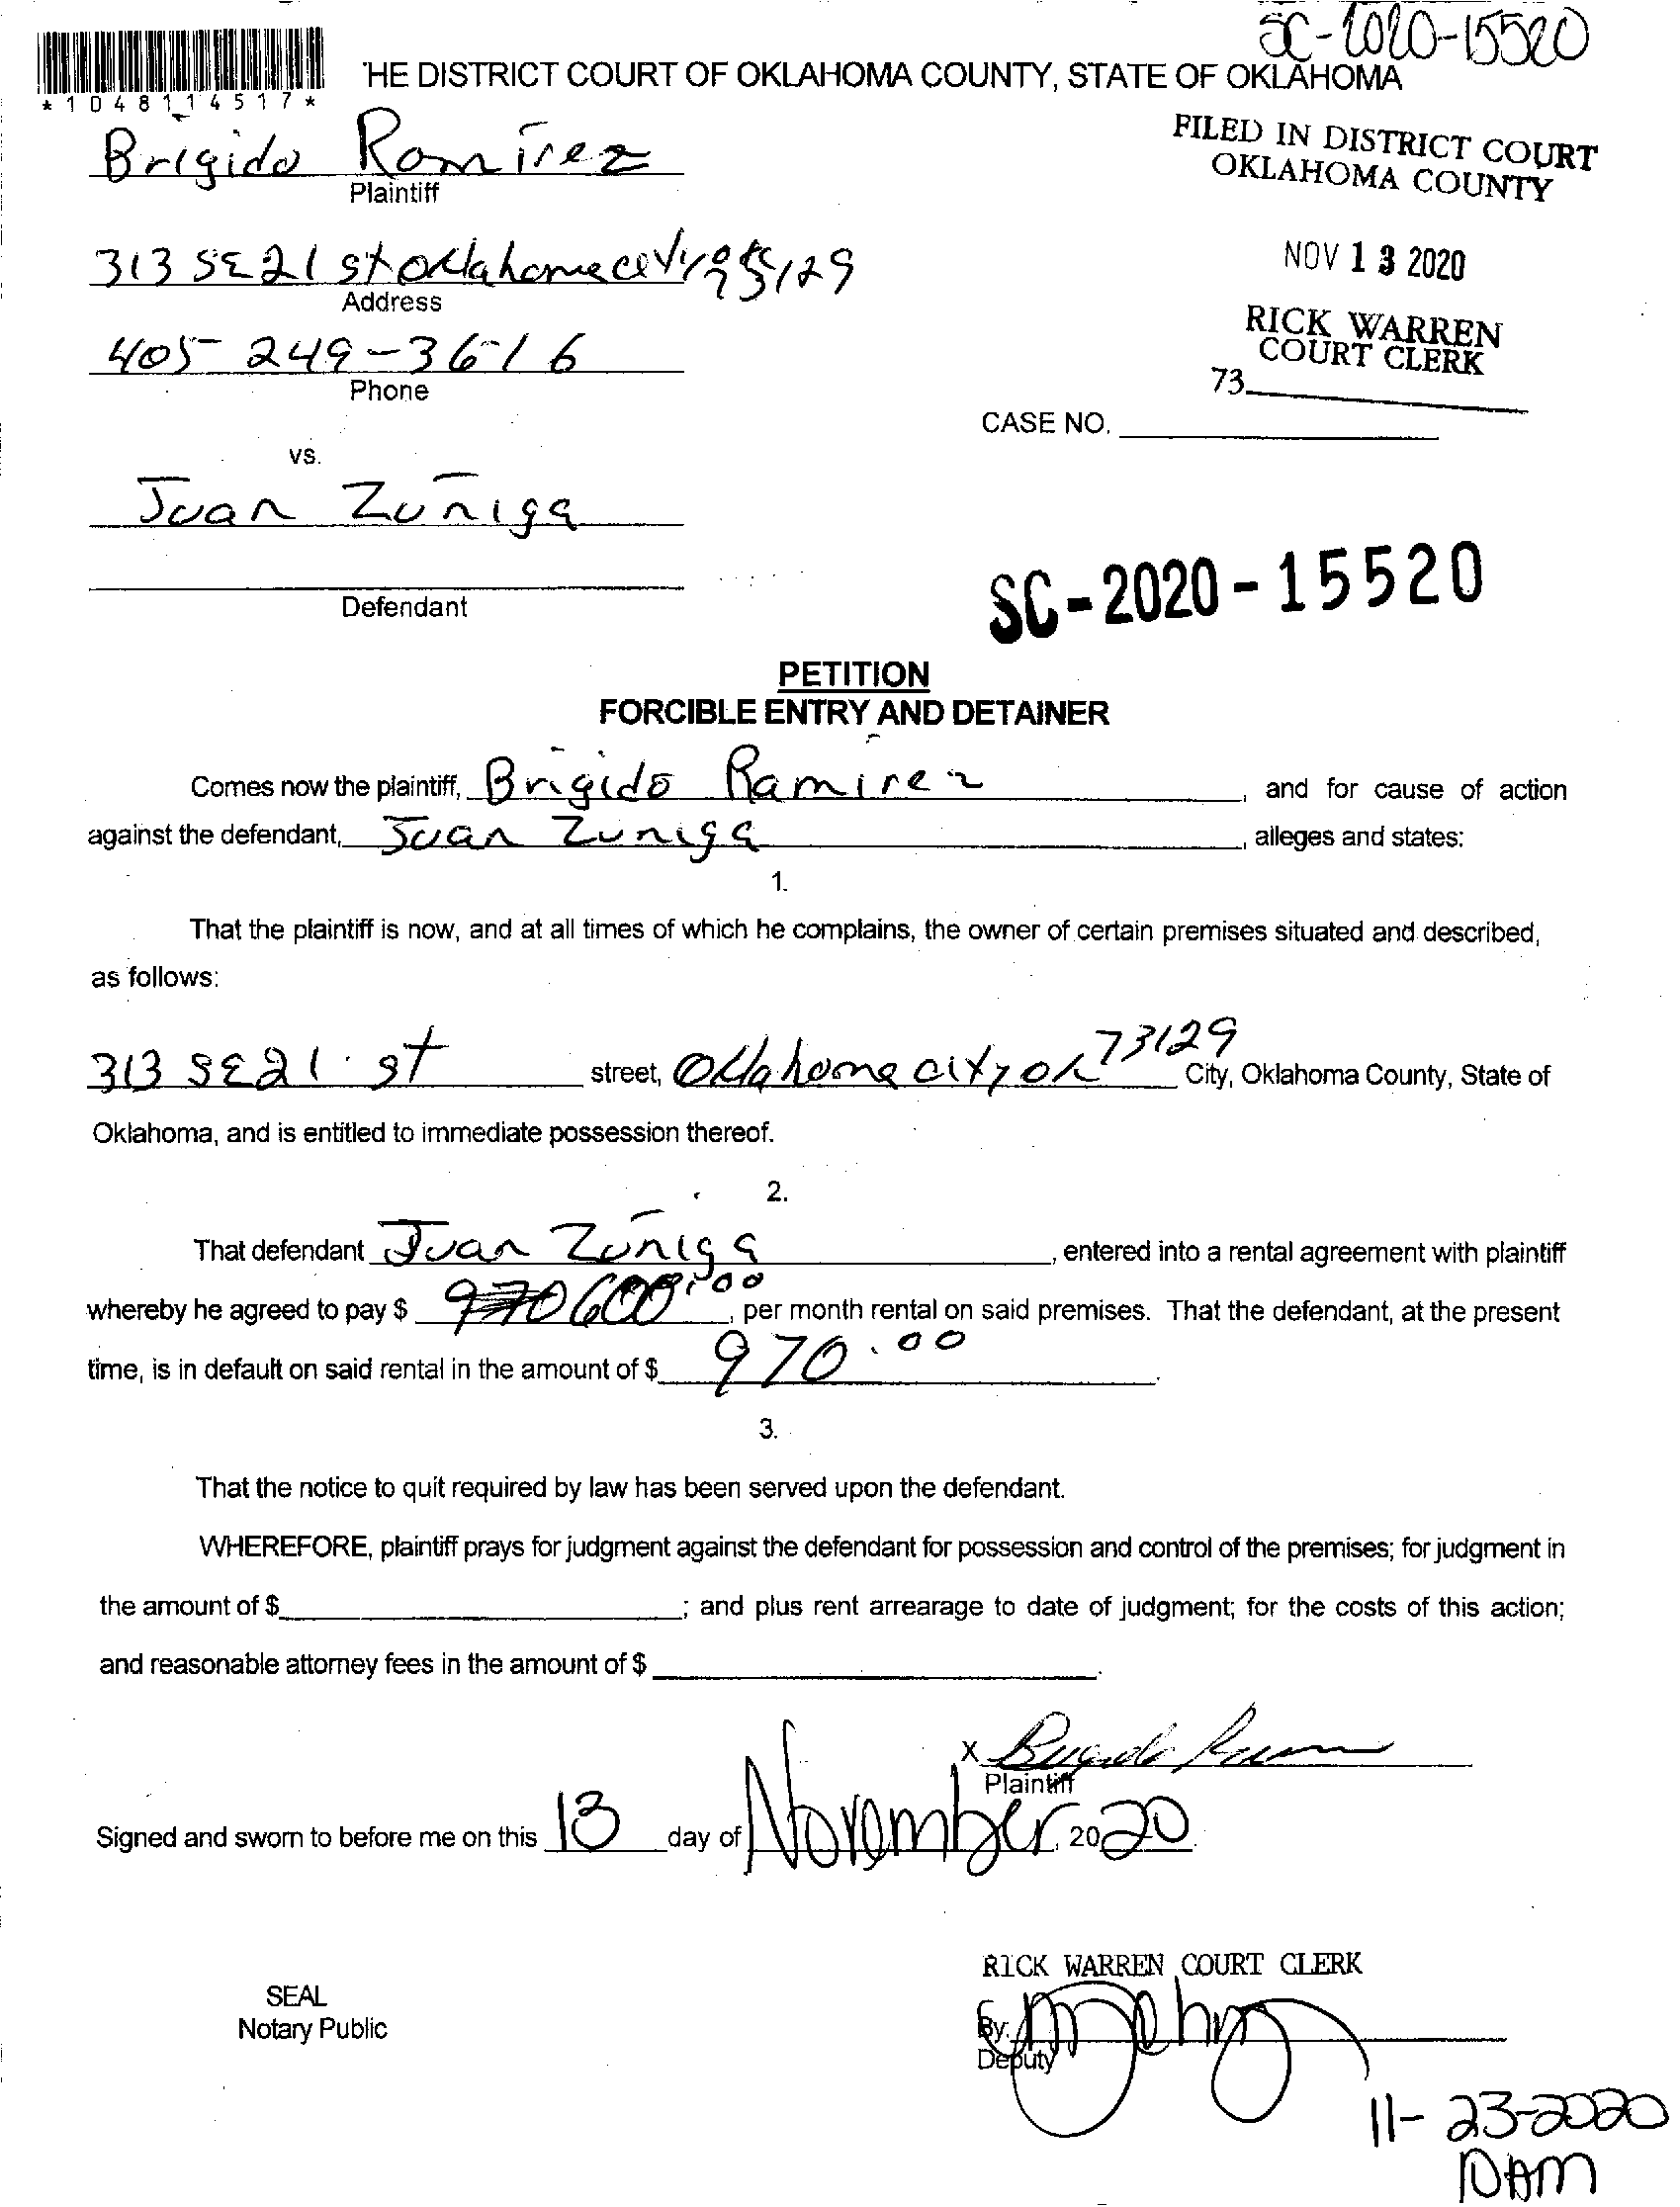 SC-2020-15520
*1048114517*
'HE DISTRICT COURT OF OKLAHOMA COUNTY, STATE OF OKLAHOMA
Brigido Ramirez
Plaintiff
FILED IN DISTRICT COURT
OKLAHOMA COUNTY
313 SE 21 st Oklahoma city
Address
NOV 13 2020
405-249-3616
Phone
RICK WARREN
COURT CLERK
73
CASE NO.
vs.
Juan Zuniga
Defendant
SC-2020-15520
PETITION
FORCIBLE ENTRY AND DETAINER
Comes now the plaintiff, Brigido Ramirez, and for cause of action
against the defendant, Juan Zuniga, alleges and states:
1.
That the plaintiff is now, and at all times of which he complains, the owner of certain premises situated and described,
as follows:
313 SE 21 st street, Oklahoma city ok 73129 City, Oklahoma County, State of
Oklahoma, and is entitled to immediate possession thereof.
2.
That defendant Juan Zuniga, entered into a rental agreement with plaintiff
whereby he agreed to pay $ 970 600.00, per month rental on said premises. That the defendant, at the present
time, is in default on said rental in the amount of $ 970.00.
3.
That the notice to quit required by law has been served upon the defendant.
WHEREFORE, plaintiff prays for judgment against the defendant for possession and control of the premises; for judgment in
the amount of $ ; and plus rent arrearage to date of judgment; for the costs of this action;
and reasonable attorney fees in the amount of $ .
X
Plaintiff
Signed and sworn to before me on this 13 day of November, 2020.
RICK WARREN COURT CLERK
SEAL
Notary Public
By:
Deputy
11-23-2020
10AM